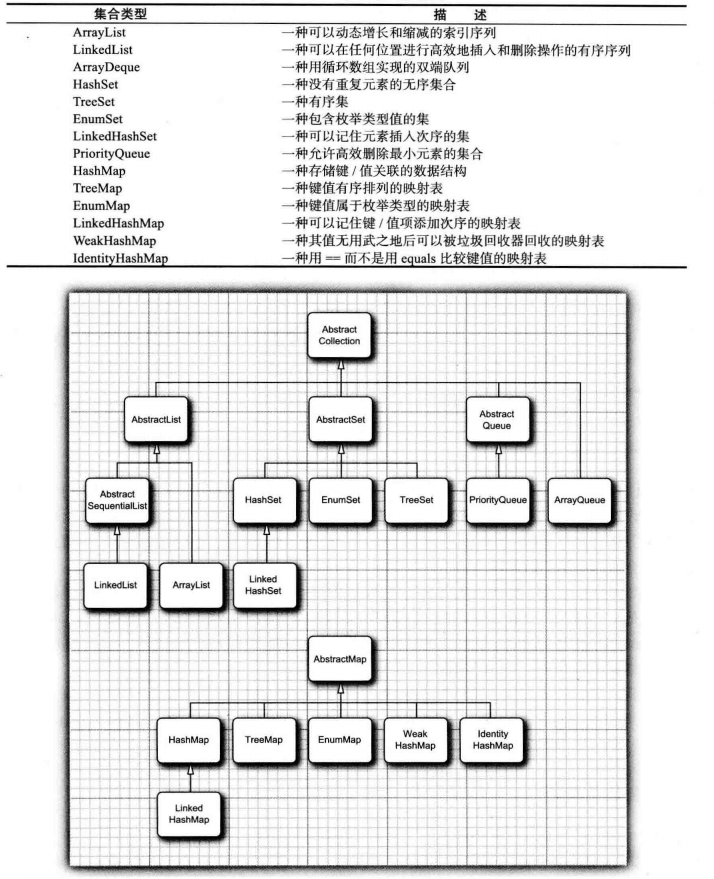 集合类型 描 述
ArrayList 一种可以动态增长和缩减的索引序列
LinkedList 一种可以在任何位置进行高效地插入和删除操作的有序序列
ArrayDeque 一种用循环数组实现的双端队列
HashSet 一种没有重复元素的无序集合
TreeSet 一种有序集
EnumSet 一种包含枚举类型值的集
LinkedHashSet 一种可以记住元素插入次序的集
PriorityQueue 一种允许高效删除最小元素的集合
HashMap 一种存储键 / 值关联的数据结构
TreeMap 一种键值有序排列的映射表
EnumMap 一种键值属于枚举类型的映射表
LinkedHashMap 一种可以记住键 / 值项添加次序的映射表
WeakHashMap 一种其值无用武之地后可以被垃圾回收器回收的映射表
IdentityHashMap 一种用 == 而不是用 equals 比较键值的映射表
Abstract
Collection
AbstractList
AbstractSet
Abstract
Queue
Abstract
SequentialList
HashSet
EnumSet
TreeSet
PriorityQueue
ArrayQueue
LinkedList
ArrayList
Linked
HashSet
AbstractMap
HashMap
TreeMap
EnumMap
Weak
HashMap
Identity
HashMap
Linked
HashMap